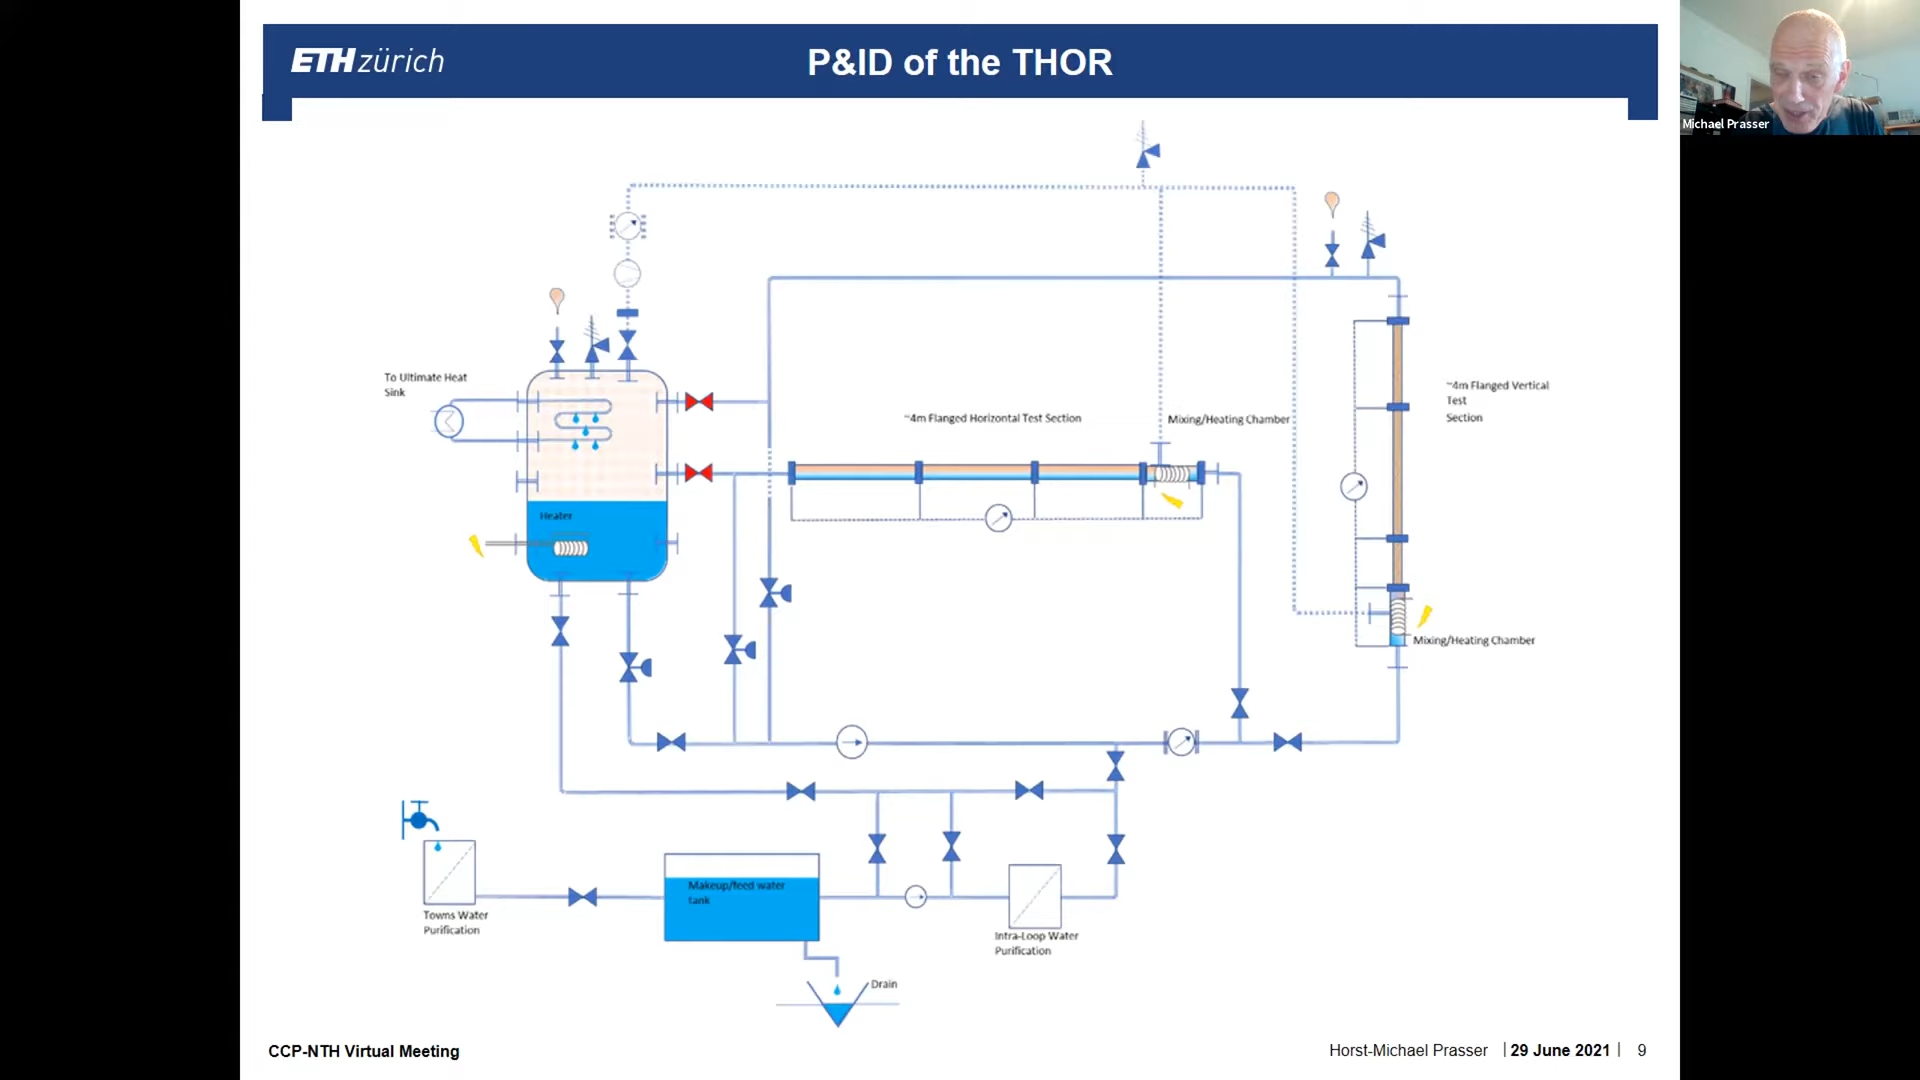 ETH zürich
P&ID of the THOR
Michael Prasser
To Ultimate Heat
Sink
~4m Flanged Horizontal Test Section
Mixing/Heating Chamber
~4m Flanged Vertical
Test
Section
Heater
Mixing/Heating Chamber
Makeup/feed water
tank
Towns Water
Purification
Intra-Loop Water
Purification
Drain
CCP-NTH Virtual Meeting
Horst-Michael Prasser | 29 June 2021 | 9